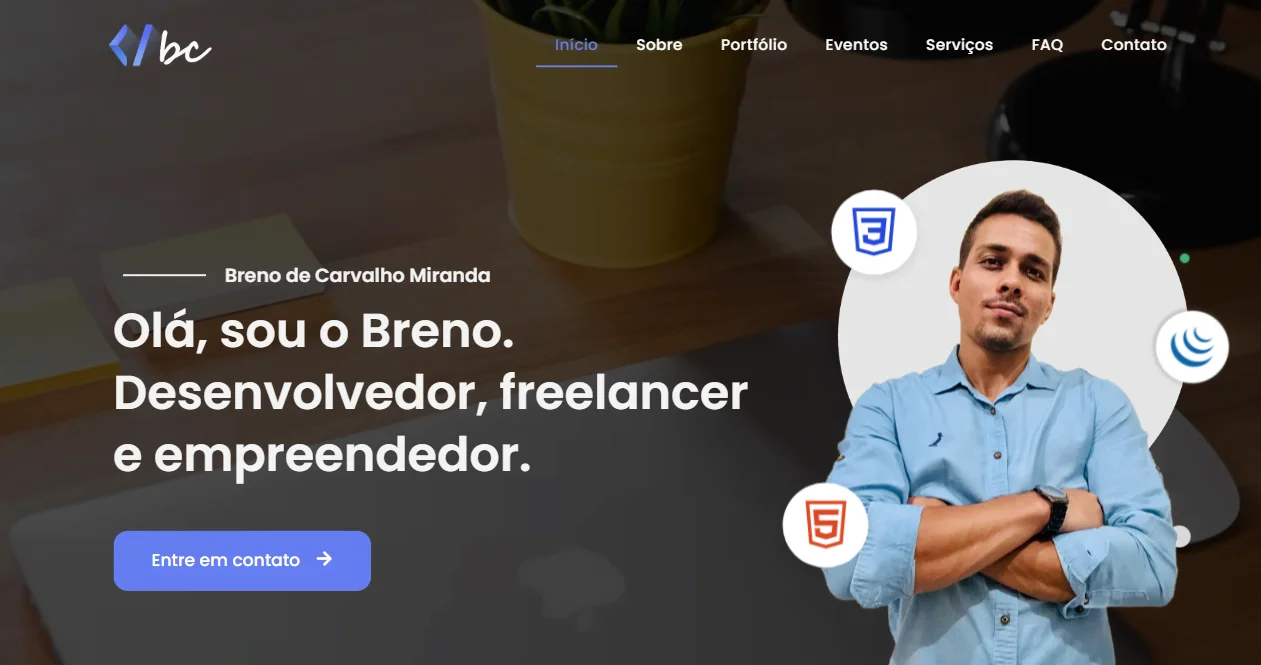 bc
Início Sobre Portfólio Eventos Serviços FAQ Contato
Breno de Carvalho Miranda
Olá, sou o Breno.
Desenvolvedor, freelancer
e empreendedor.
Entre em contato
3
5